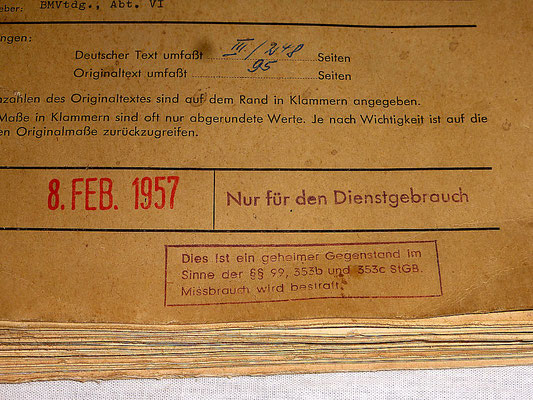 eber: BMVtdg., Abt. VI
ungen:
Deutscher Text umfaßt III./248 Seiten
Originaltext umfaßt 95 Seiten
nzahlen des Originaltextes sind auf dem Rand in Klammern angegeben.
Maße in Klammern sind oft nur abgerundete Werte. Je nach Wichtigkeit ist auf die
en Originalmaße zurückzugreifen.
8. FEB. 1957
Nur für den Dienstgebrauch
Dies ist ein geheimer Gegenstand im
Sinne der §§ 99, 353b und 353c StGB.
Missbrauch wird bestraft.